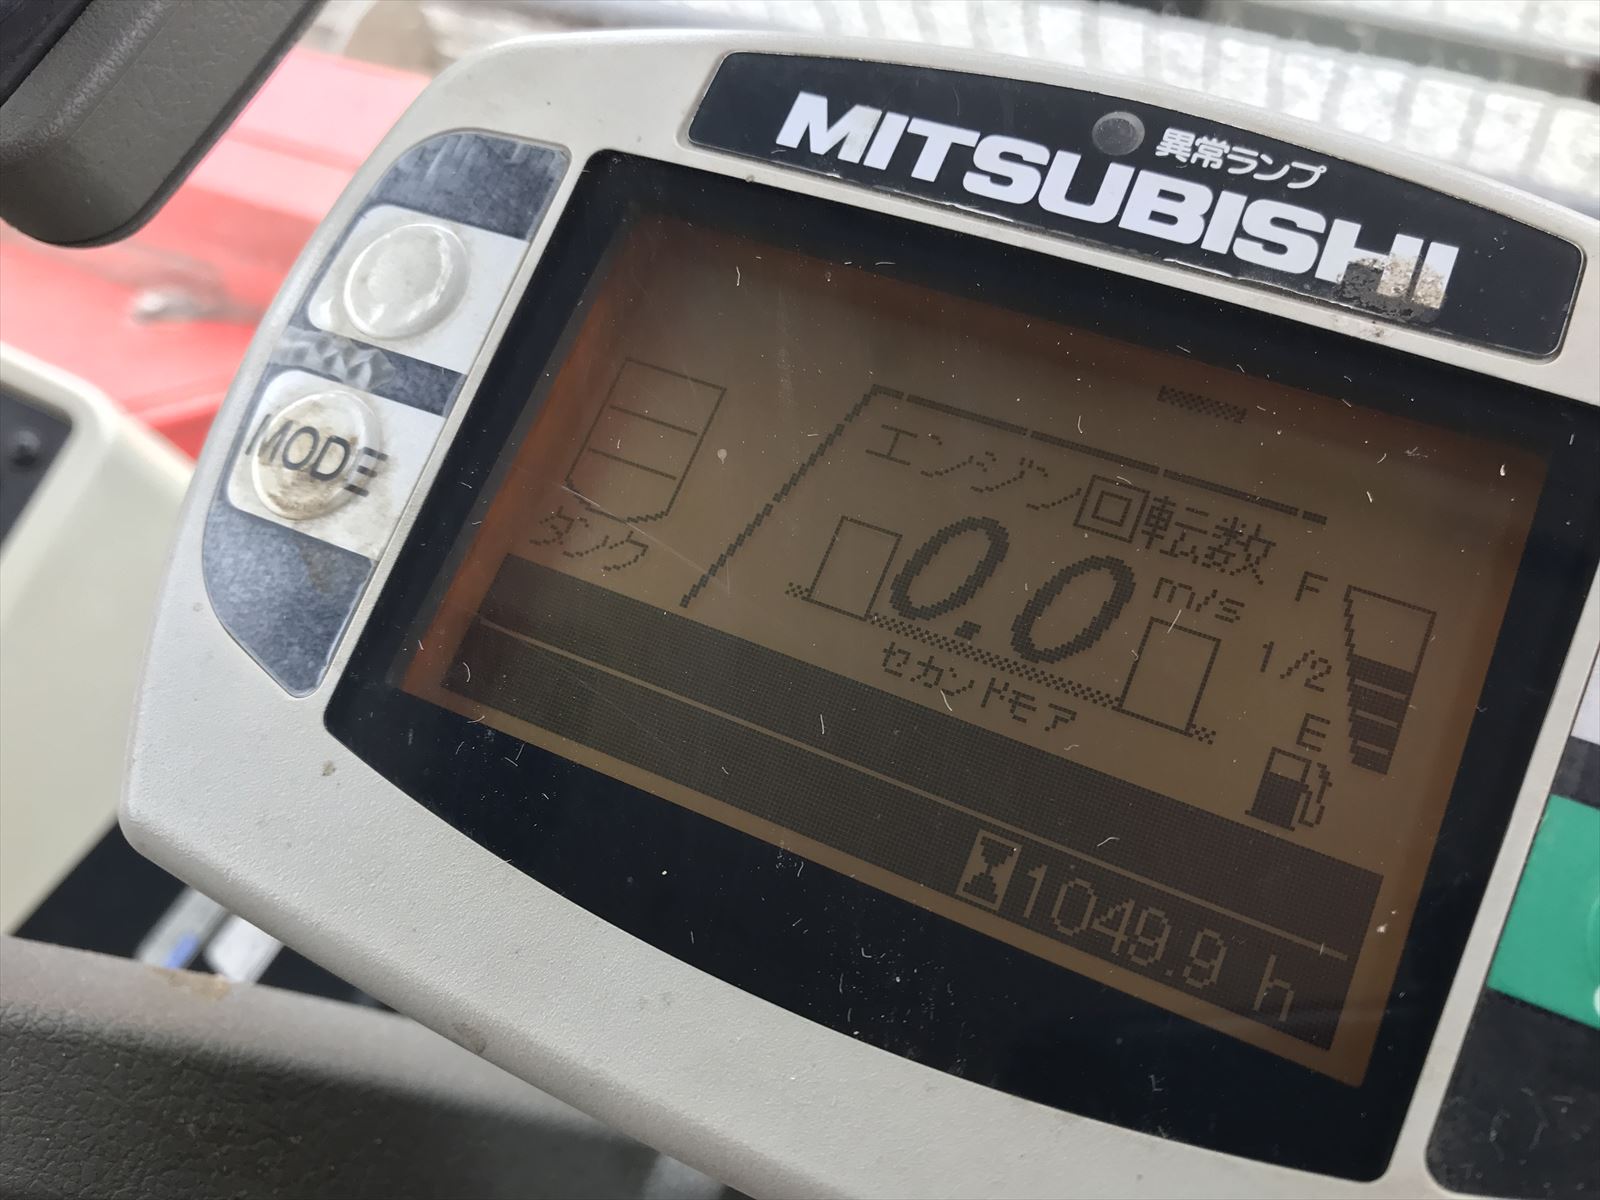 異常ランプ
MITSUBISHI
MODE
エンジン回転数
タンク
0.0 m/s
セカンドモア
F
1/2
E
1049.9 h